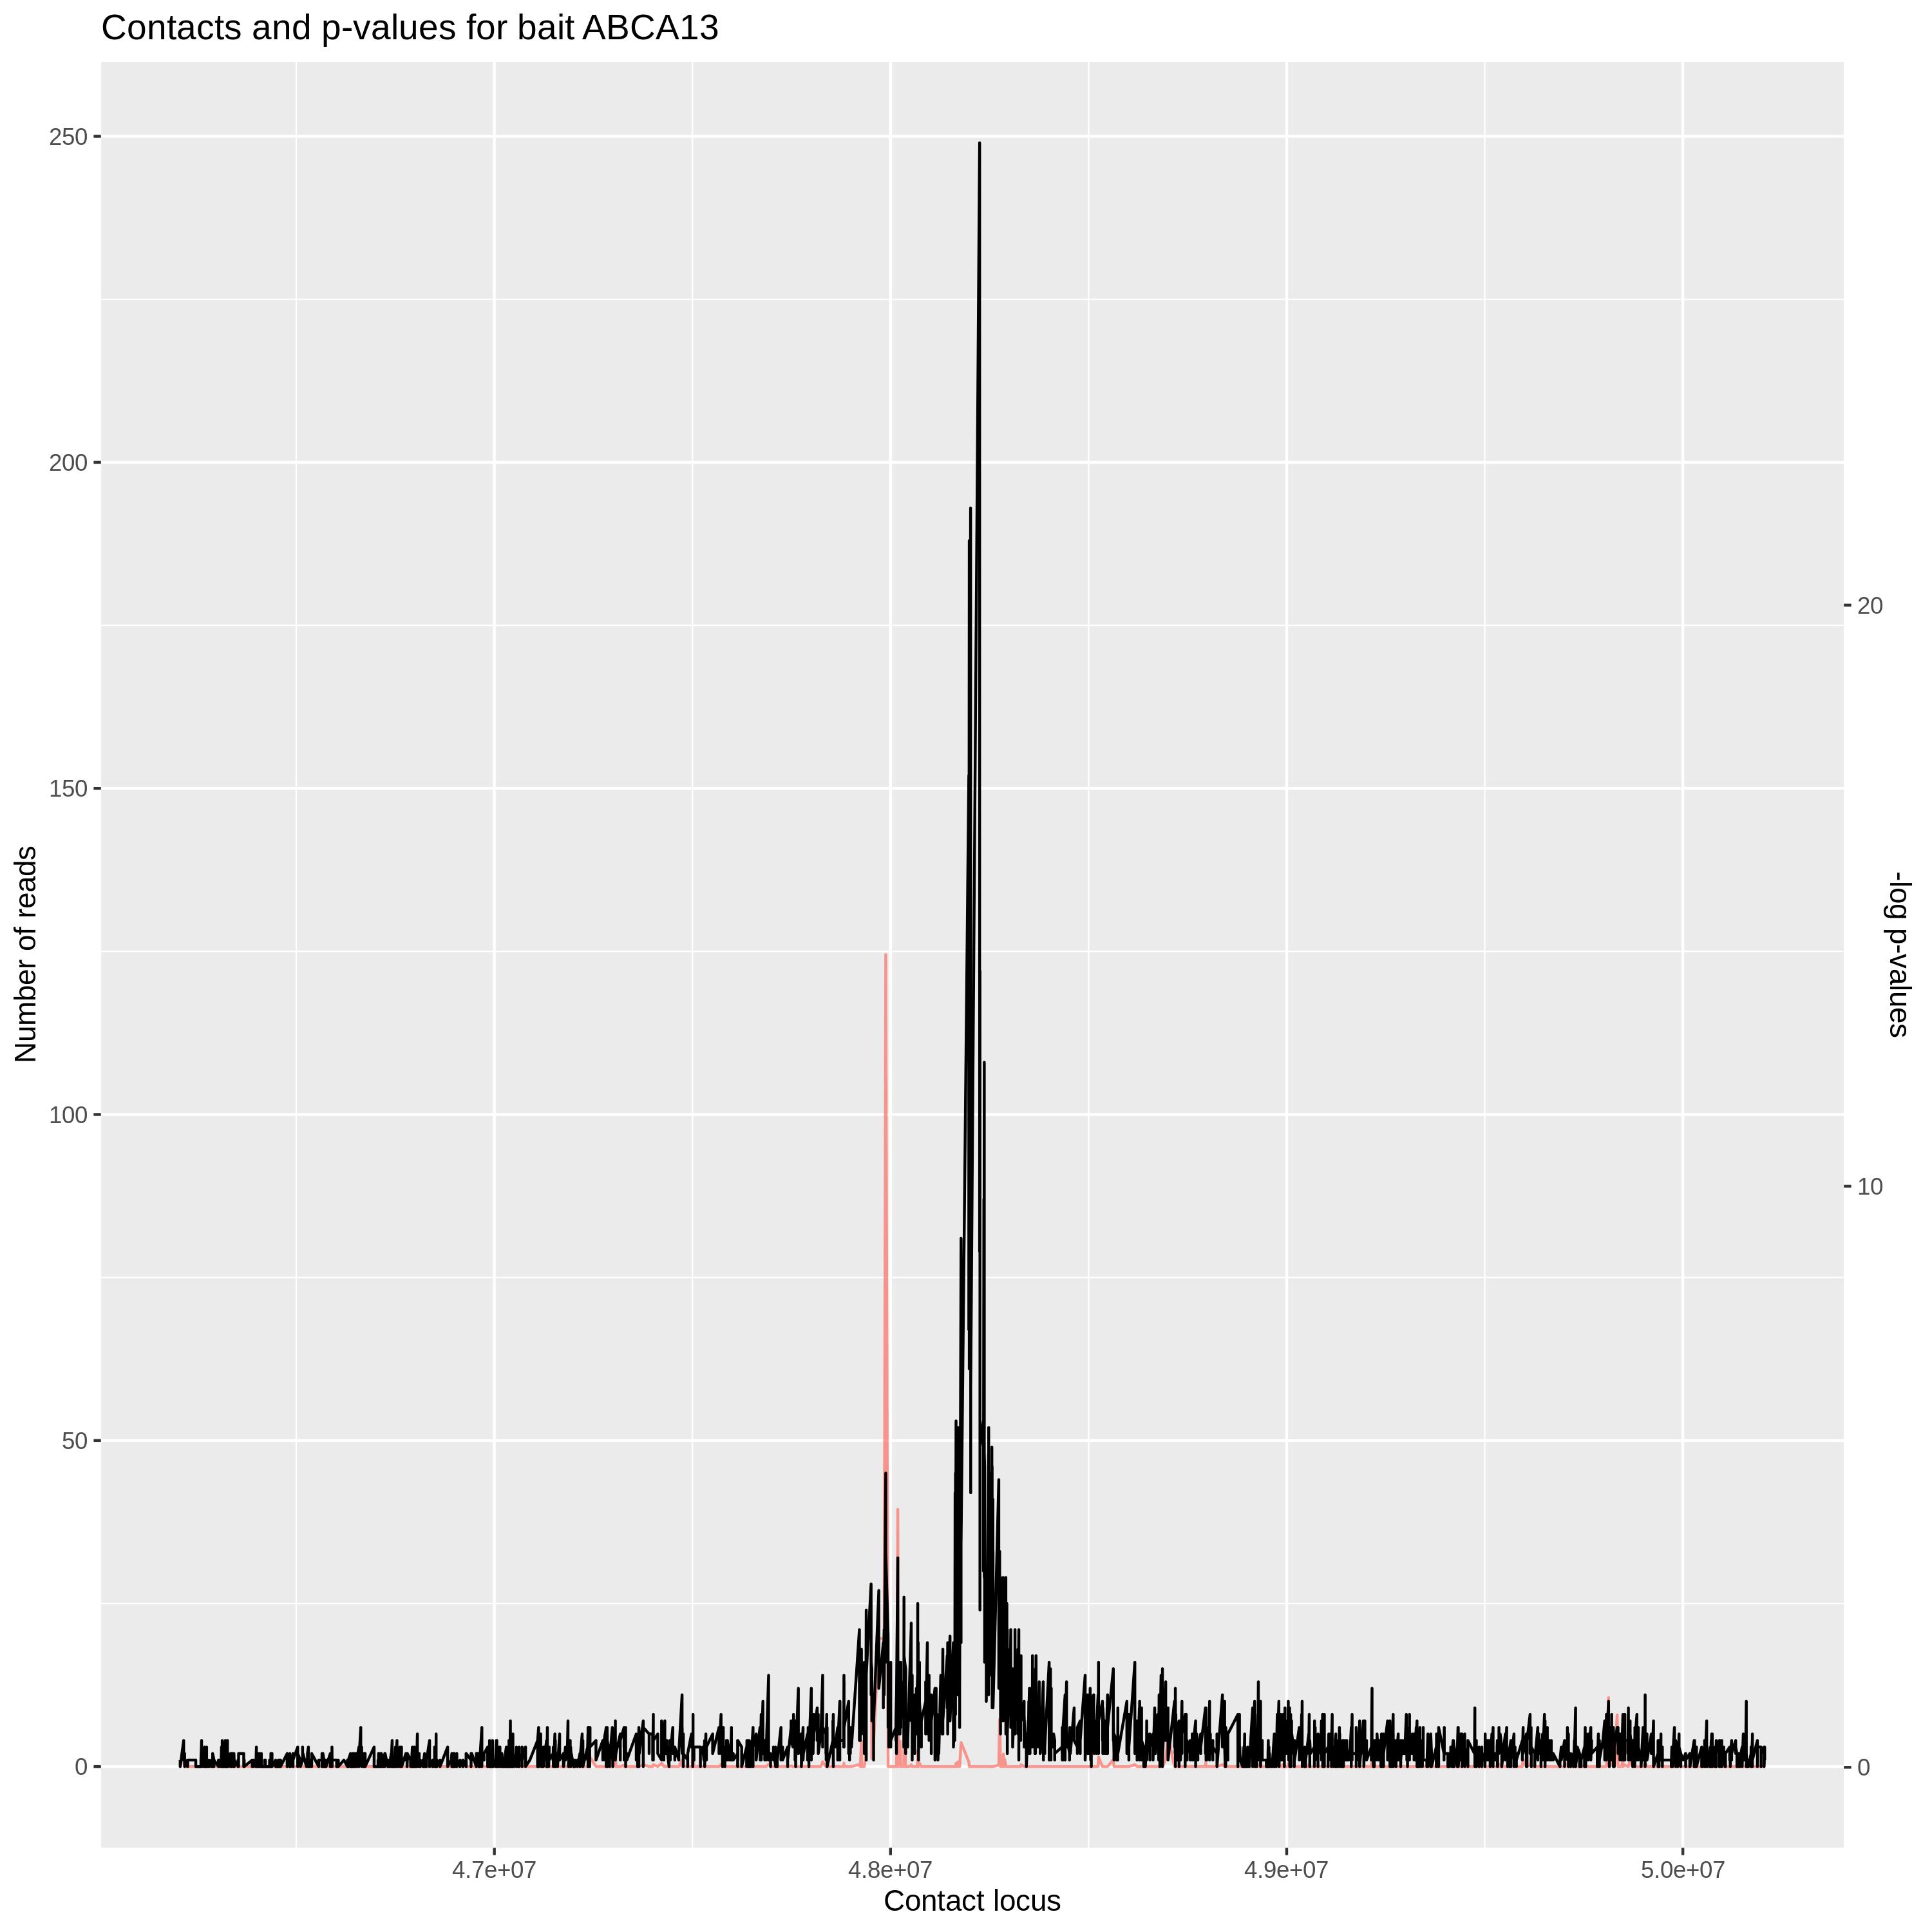 Contacts and p-values for bait ABCA13
250
200
150
100
50
0
Number of reads
20
10
0
-log p-values
4.7e+07 4.8e+07 4.9e+07 5.0e+07
Contact locus